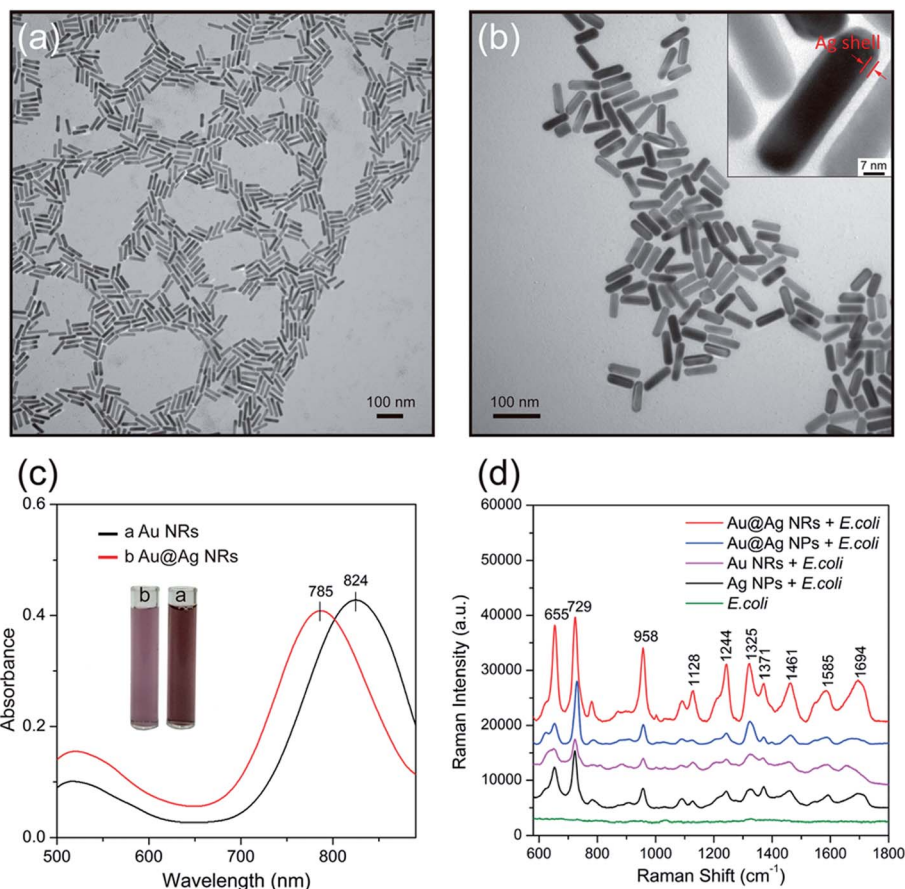 (a)
100 nm
(b)
Ag shell
7 nm
100 nm
(c)
0.6
0.4
0.2
0.0
Absorbance
a Au NRs
b Au@Ag NRs
b
a
785
824
500
600
700
800
Wavelength (nm)
(d)
60000
50000
40000
30000
20000
10000
0
Raman Intensity (a.u.)
Au@Ag NRs + E.coli
Au@Ag NPs + E.coli
Au NRs + E.coli
Ag NPs + E.coli
E.coli
655
729
958
1128
1244
1325
1371
1461
1585
1694
600
800
1000
1200
1400
1600
1800
Raman Shift (cm⁻¹)